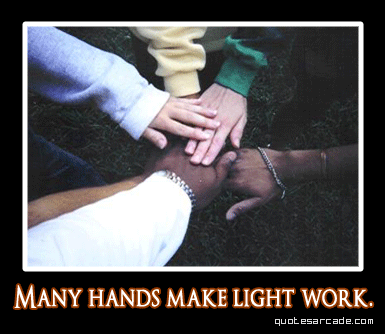 MANY HANDS MAKE LIGHT WORK.
quotesarcade.com